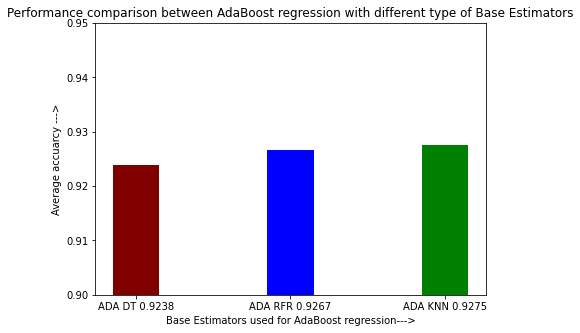 Performance comparison between AdaBoost regression with different type of Base Estimators
0.95
0.94
0.93
0.92
0.91
0.90
Average accuarcy --->
ADA DT 0.9238
ADA RFR 0.9267
ADA KNN 0.9275
Base Estimators used for AdaBoost regression--->